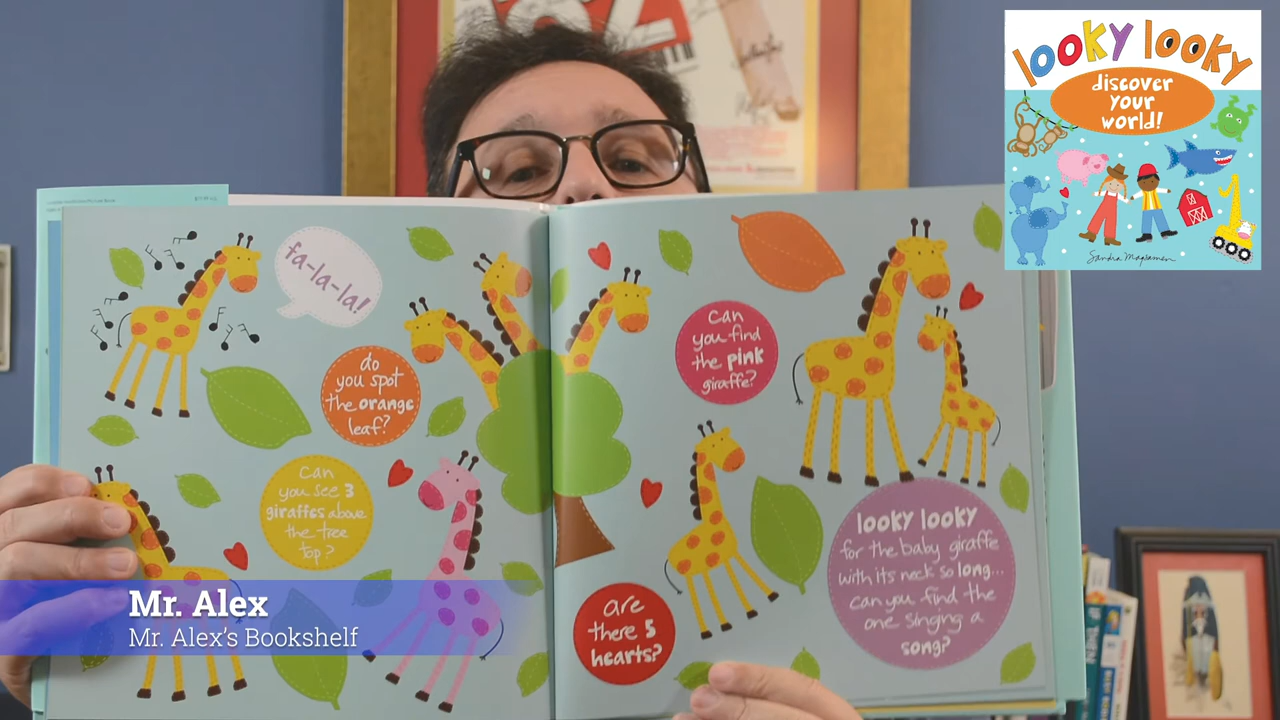 looky looky
discover
your
world!
Sandra Magsamen
fa-la-la!
do
you spot
the orange
leaf?
Can
you see 3
giraffes above
the tree
top?
Can
you find
the pink
giraffe?
are
there 5
hearts?
looky looky
for the baby giraffe
with its neck so long...
can you find the
one singing a
song?
Mr. Alex
Mr. Alex's Bookshelf